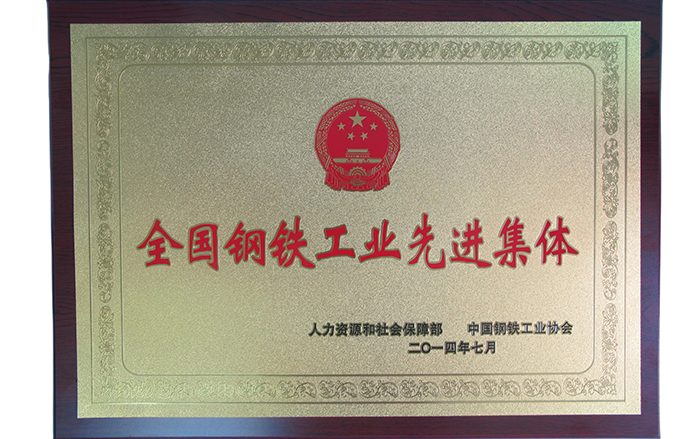 全国钢铁工业先进集体
人力资源和社会保障部 中国钢铁工业协会
二〇一四年七月